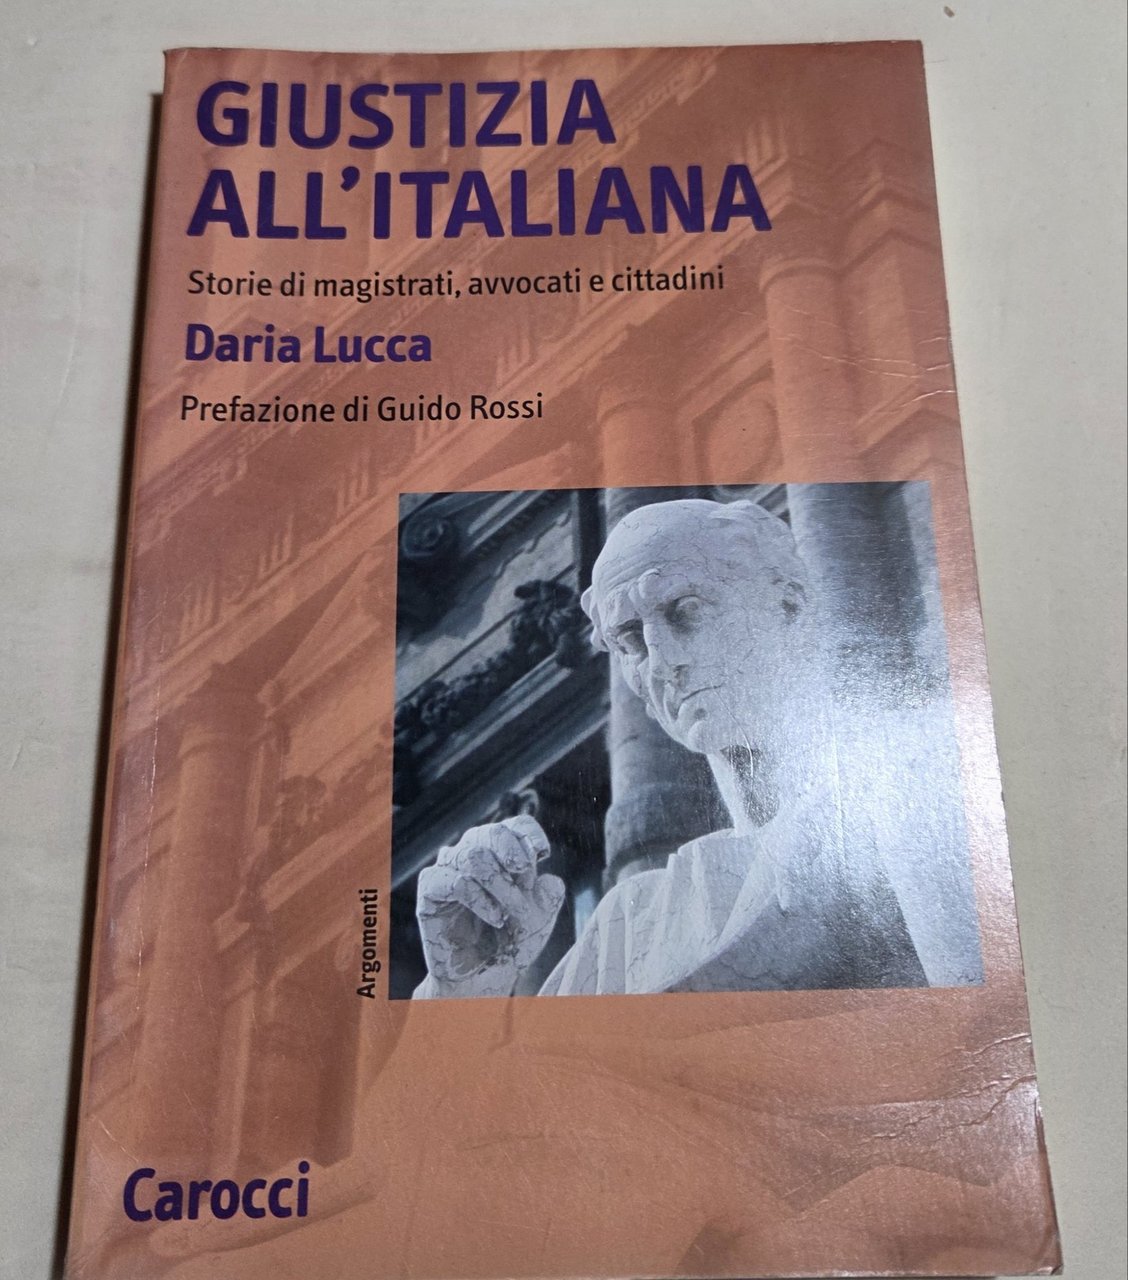 GIUSTIZIA
ALL'ITALIANA
Storie di magistrati, avvocati e cittadini
Daria Lucca
Prefazione di Guido Rossi
Argomenti
Carocci